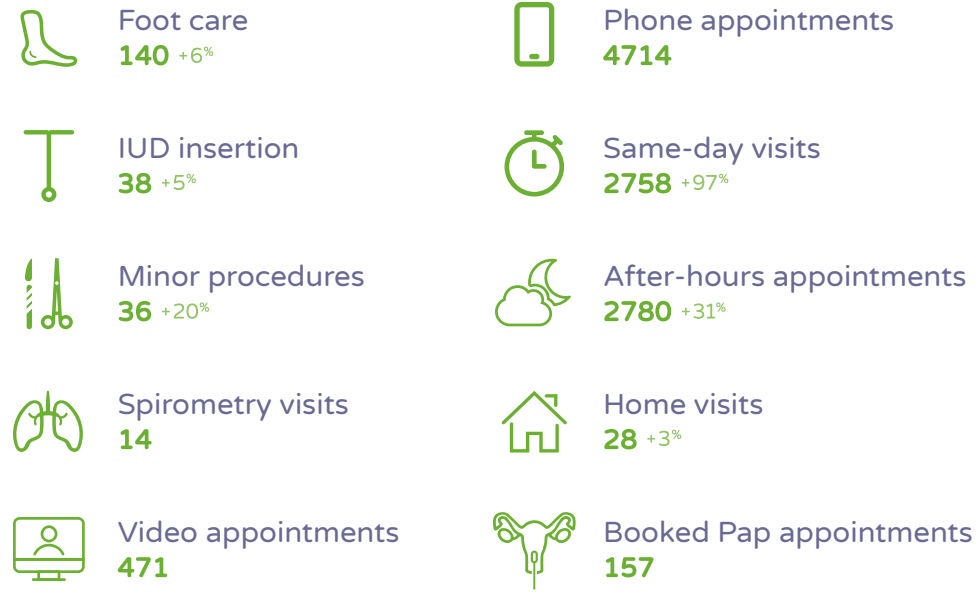 Foot care
140 +6%
Phone appointments
4714
IUD insertion
38 +5%
Same-day visits
2758 +97%
Minor procedures
36 +20%
After-hours appointments
2780 +31%
Spirometry visits
14
Home visits
28 +3%
Video appointments
471
Booked Pap appointments
157